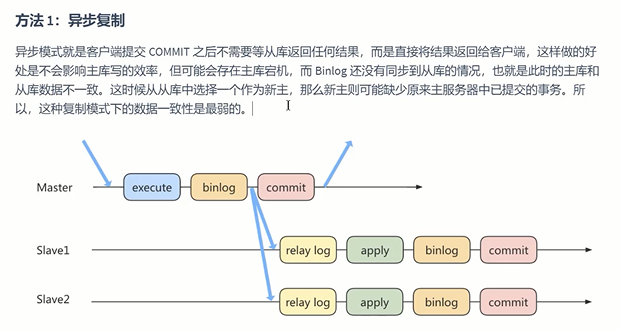 方法 1：异步复制
异步模式就是客户端提交 COMMIT 之后不需要等从库返回任何结果，而是直接将结果返回给客户端，这样做的好
处是不会影响主库写的效率，但可能会存在主库宕机，而 Binlog 还没有同步到从库的情况，也就是此时的主库和
从库数据不一致。这时候从从库中选择一个作为新主，那么新主则可能缺少原来主服务器中已提交的事务。所
以，这种复制模式下的数据一致性是最弱的。
Master execute binlog commit
Slave1 relay log apply binlog commit
Slave2 relay log apply binlog commit